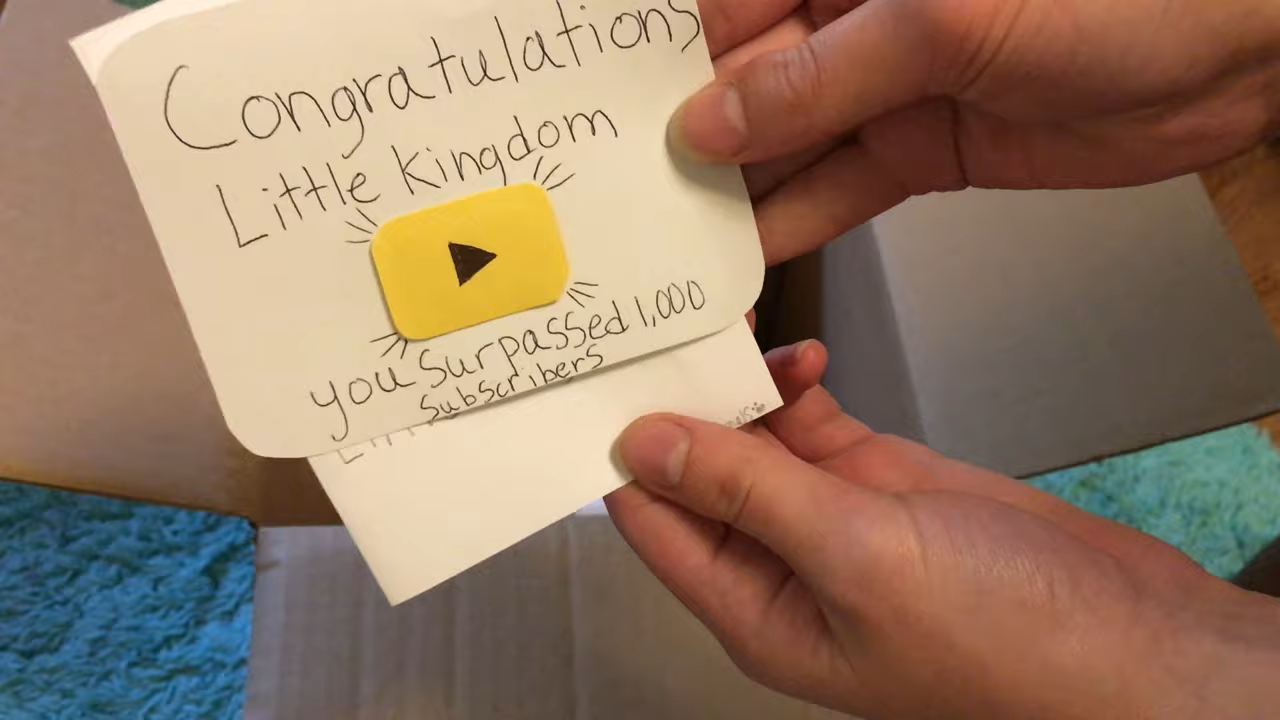 Congratulations
Little Kingdom
you surpassed 1,000
subscribers